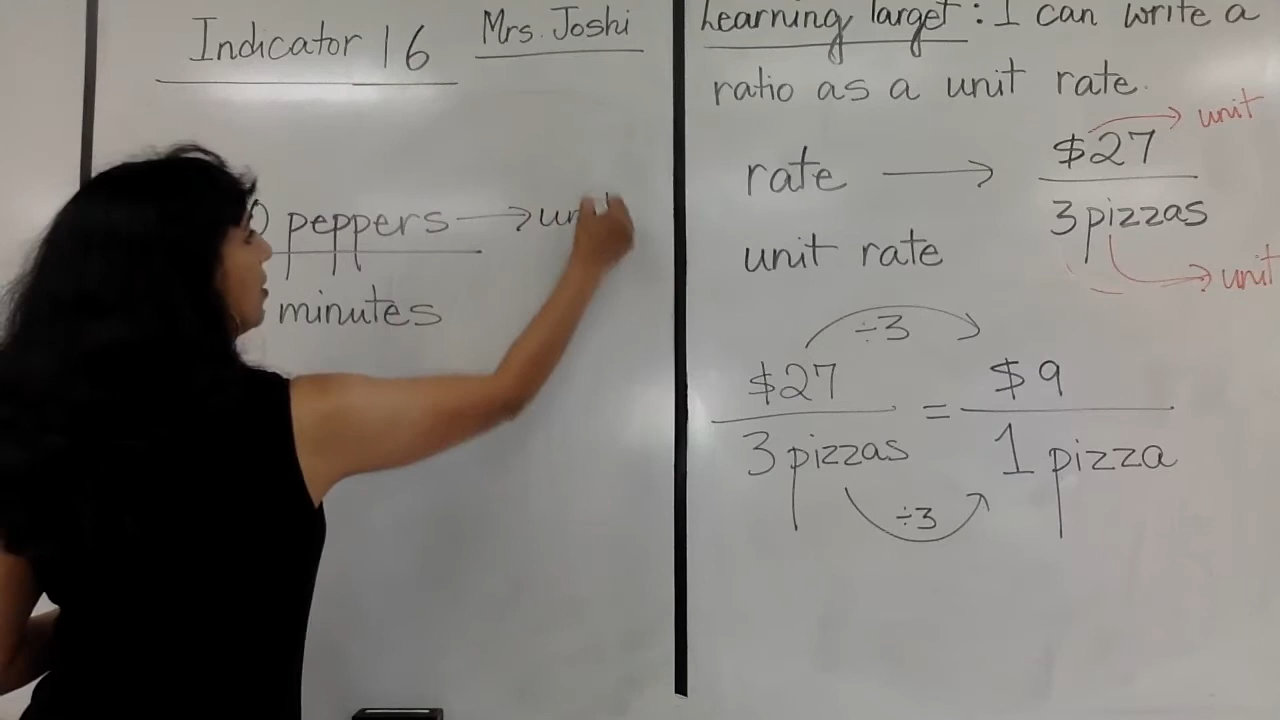 Indicator 16
Mrs. Joshi
peppers → unit
minutes
Learning Target : I can write a
ratio as a unit rate.
rate → $27 → unit
3 pizzas → unit
unit rate
÷3
$27 = $9
3 pizzas 1 pizza
÷3